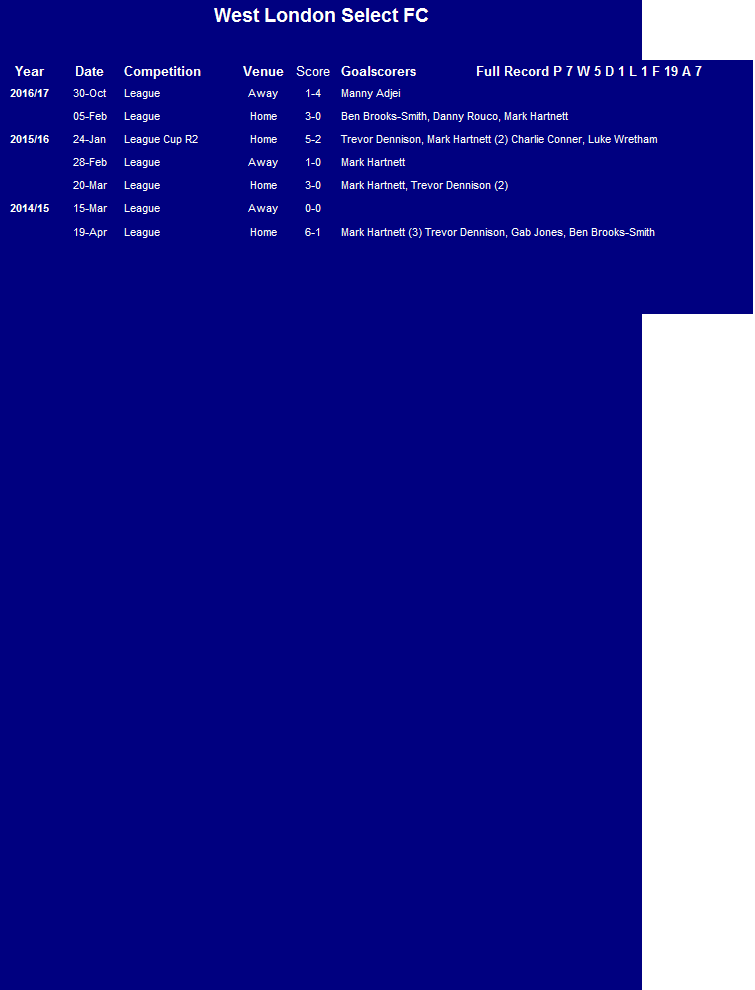 West London Select FC
Year Date Competition Venue Score Goalscorers Full Record P 7 W 5 D 1 L 1 F 19 A 7
2016/17 30-Oct League Away 1-4 Manny Adjei
05-Feb League Home 3-0 Ben Brooks-Smith, Danny Rouco, Mark Hartnett
2015/16 24-Jan League Cup R2 Home 5-2 Trevor Dennison, Mark Hartnett (2) Charlie Conner, Luke Wretham
28-Feb League Away 1-0 Mark Hartnett
20-Mar League Home 3-0 Mark Hartnett, Trevor Dennison (2)
2014/15 15-Mar League Away 0-0
19-Apr League Home 6-1 Mark Hartnett (3) Trevor Dennison, Gab Jones, Ben Brooks-Smith